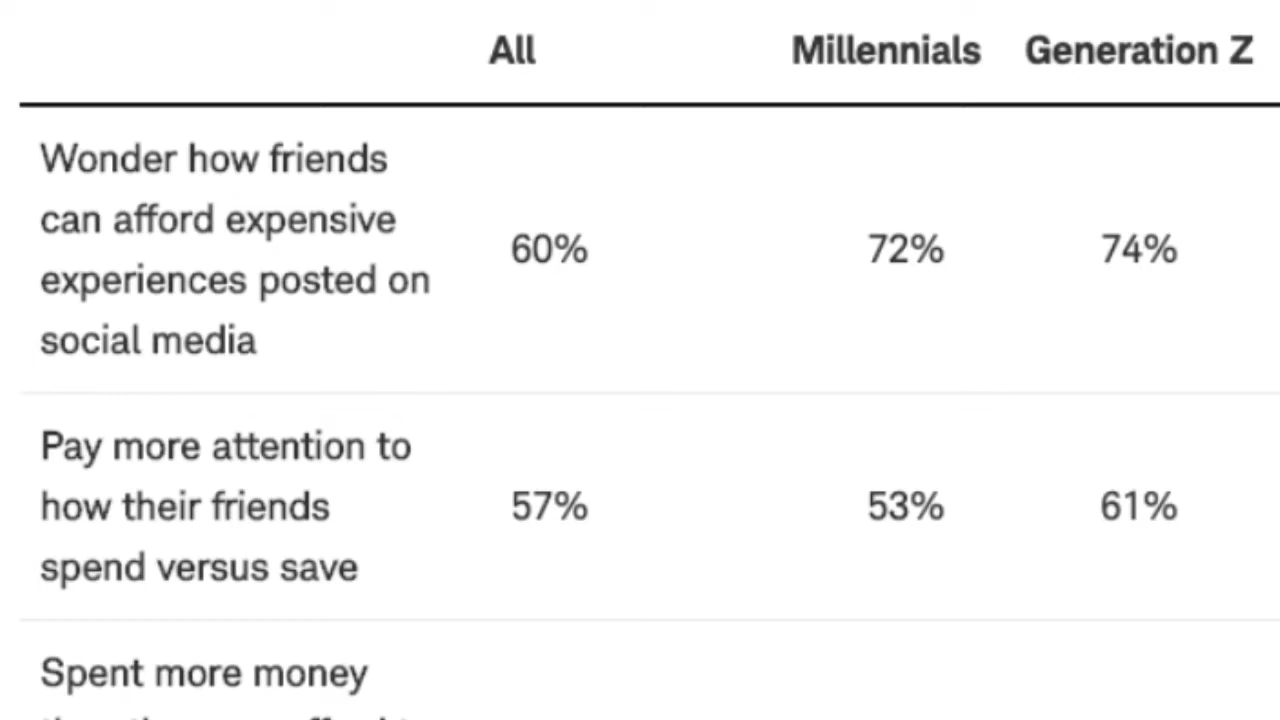 All Millennials Generation Z
Wonder how friends
can afford expensive
experiences posted on
social media
60% 72% 74%
Pay more attention to
how their friends
spend versus save
57% 53% 61%
Spent more money